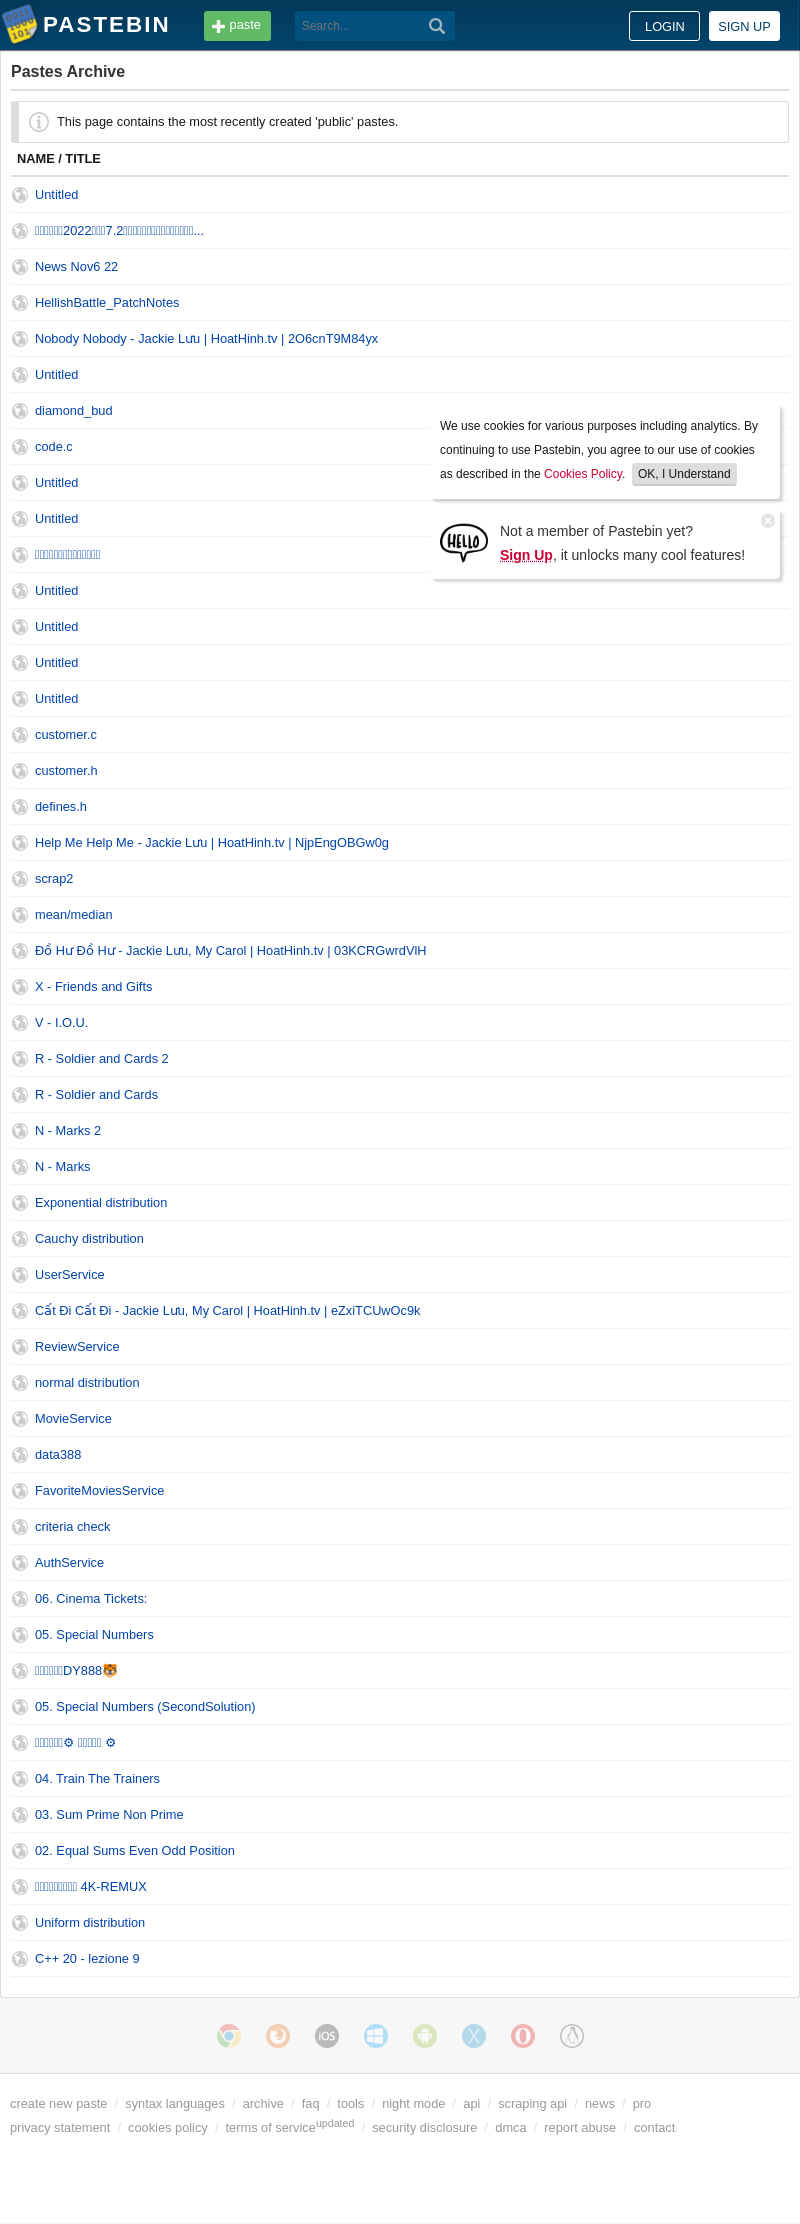 PASTEBIN
paste
Search...
LOGIN
SIGN UP
Pastes Archive
This page contains the most recently created 'public' pastes.
NAME / TITLE
Untitled
2022 7.2 ...
News Nov6 22
HellishBattle_PatchNotes
Nobody Nobody - Jackie Lưu | HoatHinh.tv | 2O6cnT9M84yx
Untitled
diamond_bud
code.c
Untitled
Untitled
Untitled
Untitled
Untitled
Untitled
customer.c
customer.h
defines.h
Help Me Help Me - Jackie Lưu | HoatHinh.tv | NjpEngOBGw0g
scrap2
mean/median
Đồ Hư Đồ Hư - Jackie Lưu, My Carol | HoatHinh.tv | 03KCRGwrdVlH
X - Friends and Gifts
V - I.O.U.
R - Soldier and Cards 2
R - Soldier and Cards
N - Marks 2
N - Marks
Exponential distribution
Cauchy distribution
UserService
Cất Đi Cất Đi - Jackie Lưu, My Carol | HoatHinh.tv | eZxiTCUwOc9k
ReviewService
normal distribution
MovieService
data388
FavoriteMoviesService
criteria check
AuthService
06. Cinema Tickets:
05. Special Numbers
DY888🐯
05. Special Numbers (SecondSolution)
⚙ ⚙
04. Train The Trainers
03. Sum Prime Non Prime
02. Equal Sums Even Odd Position
4K-REMUX
Uniform distribution
C++ 20 - lezione 9
We use cookies for various purposes including analytics. By
continuing to use Pastebin, you agree to our use of cookies
as described in the Cookies Policy. OK, I Understand
HELLO
Not a member of Pastebin yet?
Sign Up, it unlocks many cool features!
iOS
create new paste / syntax languages / archive / faq / tools / night mode / api / scraping api / news / pro
privacy statement / cookies policy / terms of service updated / security disclosure / dmca / report abuse / contact